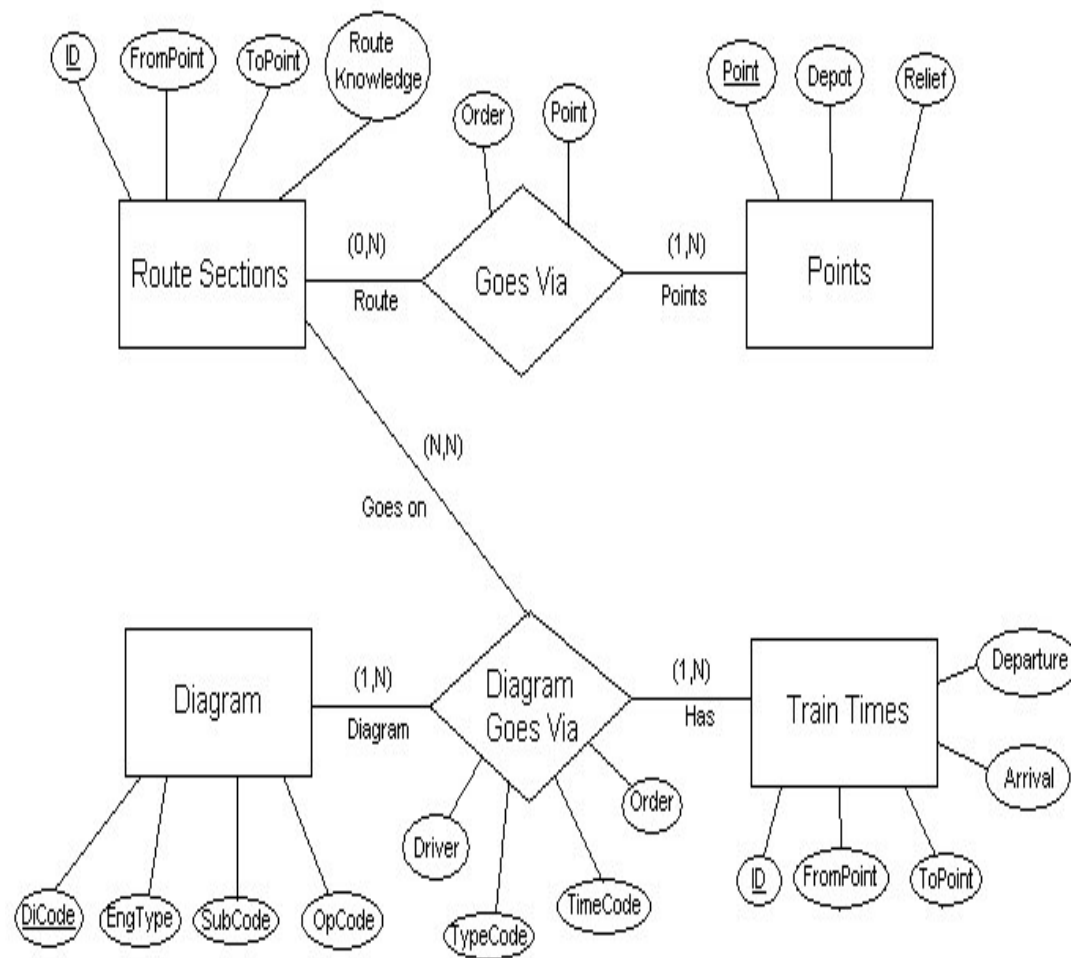 ID
FromPoint
ToPoint
Route
Knowledge
Order
Point
Point
Depot
Relief
Route Sections
(0,N)
Route
Goes Via
(1,N)
Points
Points
(N,N)
Goes on
Diagram
(1,N)
Diagram
Diagram
Goes Via
(1,N)
Has
Train Times
Departure
Arrival
DiCode
EngType
SubCode
OpCode
Driver
TypeCode
TimeCode
Order
ID
FromPoint
ToPoint